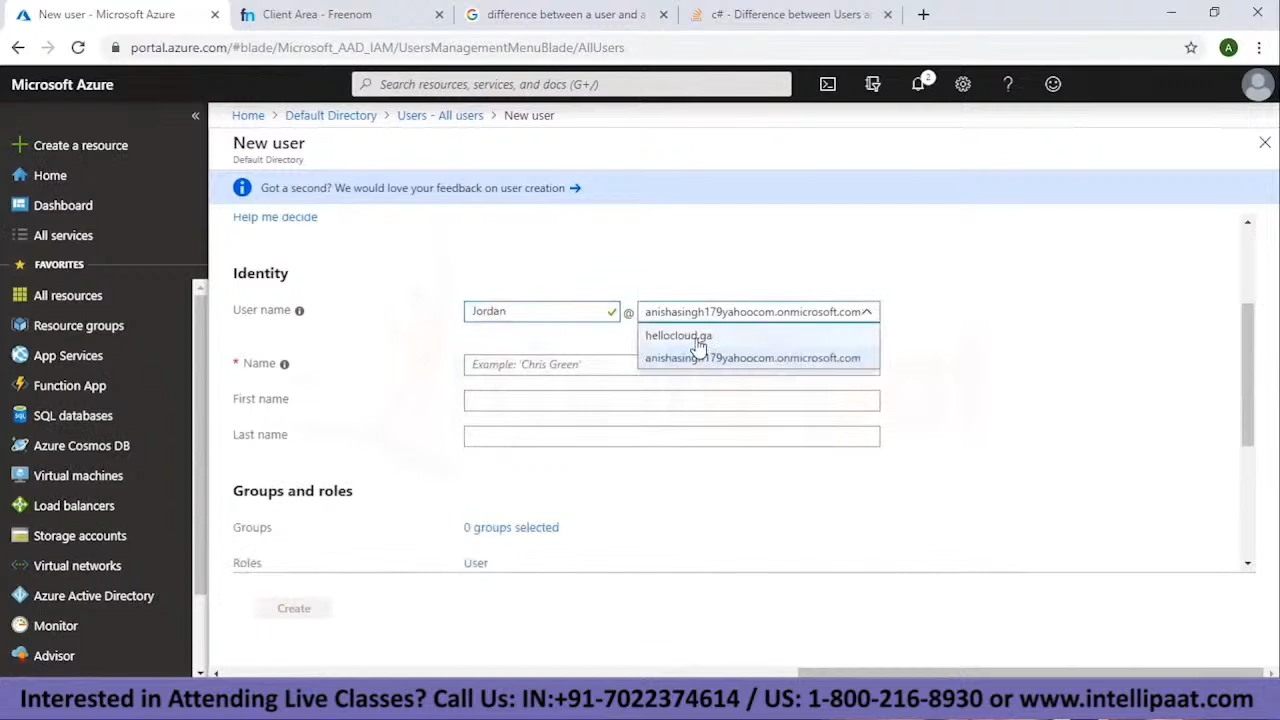 New user - Microsoft Azure
Client Area - Freenom
difference between a user and a
c# - Difference between Users a
portal.azure.com/#blade/Microsoft_AAD_IAM/UsersManagementMenuBlade/AllUsers
A
Microsoft Azure
Search resources, services, and docs (G+/)
2
Home > Default Directory > Users - All users > New user
New user
Default Directory
Got a second? We would love your feedback on user creation →
Help me decide
Identity
User name
Jordan
@
anishasingh179yahoocom.onmicrosoft.com
hellocloud.ga
anishasingh179yahoocom.onmicrosoft.com
* Name
Example: 'Chris Green'
First name
Last name
Groups and roles
Groups
0 groups selected
Roles
User
Create
Create a resource
Home
Dashboard
All services
FAVORITES
All resources
Resource groups
App Services
Function App
SQL databases
Azure Cosmos DB
Virtual machines
Load balancers
Storage accounts
Virtual networks
Azure Active Directory
Monitor
Advisor
Interested in Attending Live Classes? Call Us: IN:+91-7022374614 / US: 1-800-216-8930 or www.intellipaat.com